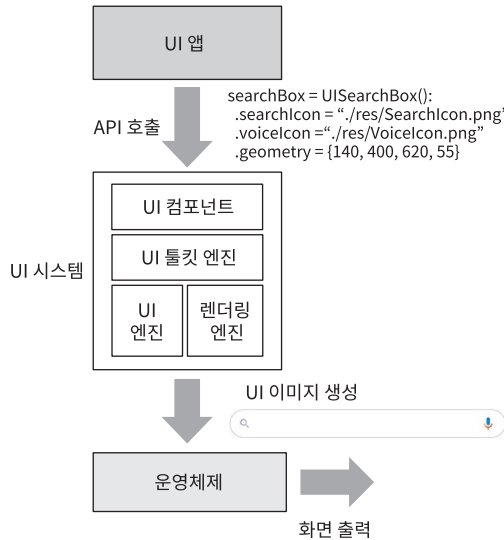 UI 앱
API 호출
searchBox = UISearchBox():
.searchIcon = “./res/SearchIcon.png”
.voiceIcon =“./res/VoiceIcon.png”
.geometry = {140, 400, 620, 55}
UI 시스템
UI 컴포넌트
UI 툴킷 엔진
UI
엔진
렌더링
엔진
UI 이미지 생성
운영체제
화면 출력